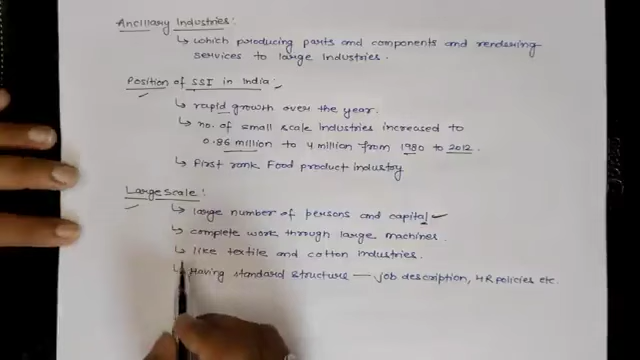 Ancillary Industries:
↳ which producing parts and components and rendering
services to large Industries.
Position of SSI in India:
↳ rapid growth over the year.
↳ no. of small scale Industries increased to
0.86 million to 4 million from 1980 to 2012.
↳ First rank Food product industry
Large scale:
↳ large number of persons and capital
↳ complete work through large machines.
↳ like textile and cotton industries.
↳ Having standard structure — job description, HR policies etc.